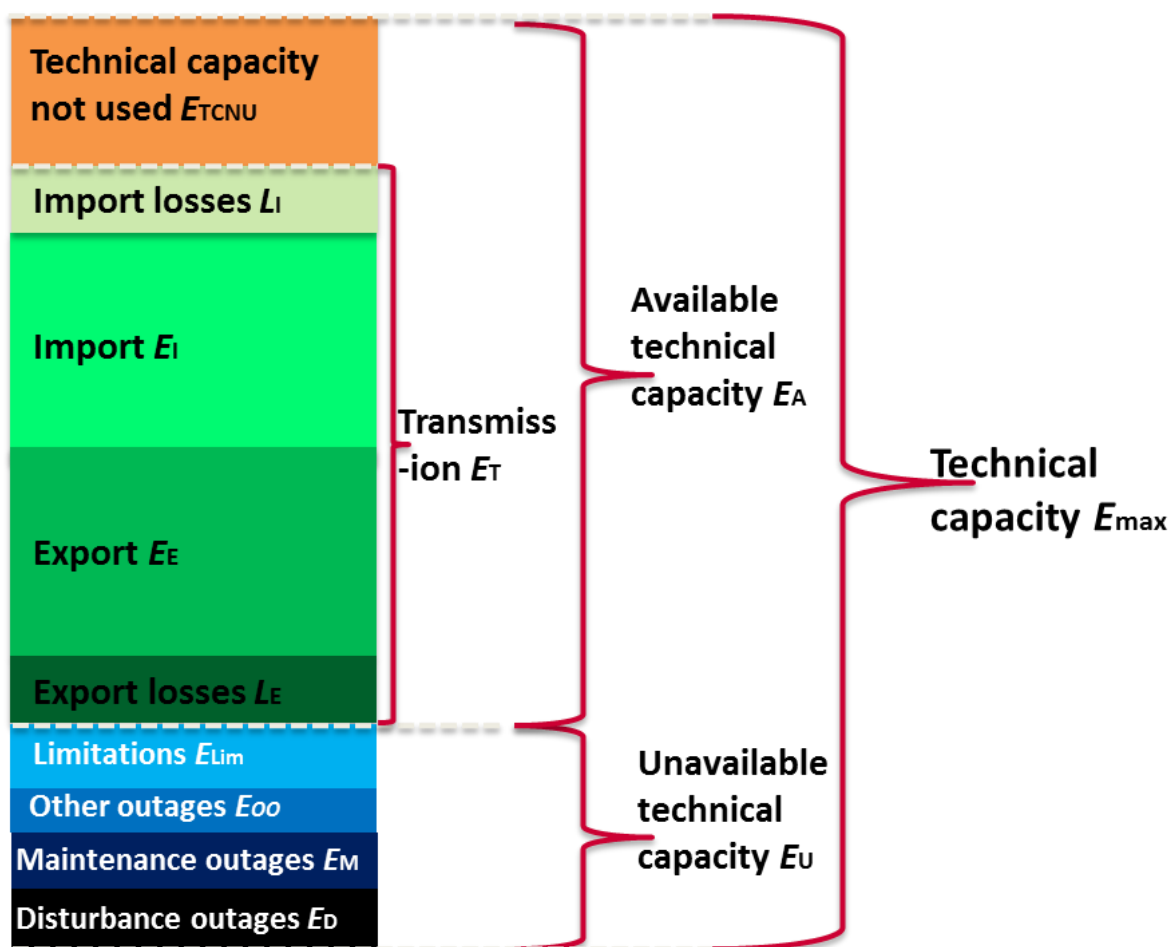 Technical capacity
not used ETCNU
Import losses LI
Import EI
Export EE
Export losses LE
Limitations ELim
Other outages EOO
Maintenance outages EM
Disturbance outages ED
Transmiss
-ion ET
Available
technical
capacity EA
Unavailable
technical
capacity EU
Technical
capacity Emax